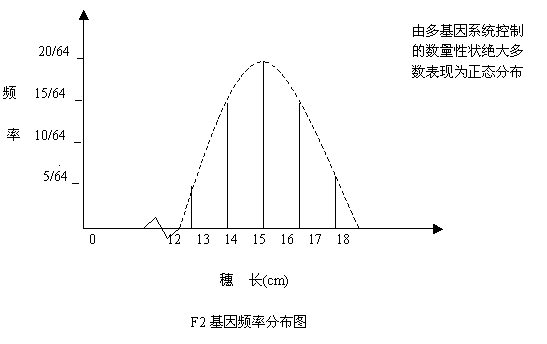 由多基因系统控制
的数量性状绝大多
数表现为正态分布
20/64
频
15/64
率
10/64
5/64
0 12 13 14 15 16 17 18
穗 长(cm)
F2基因频率分布图